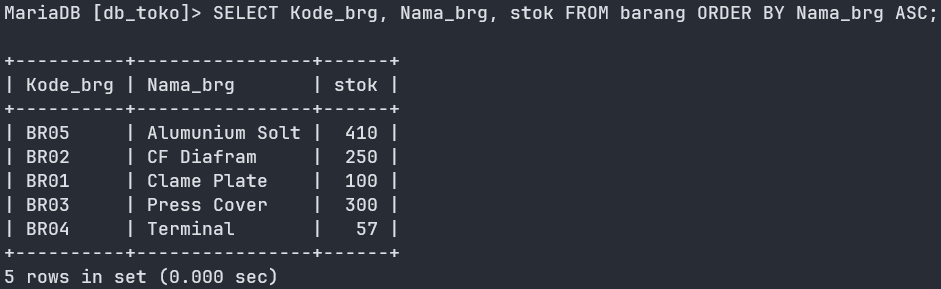 MariaDB [db_toko]> SELECT Kode_brg, Nama_brg, stok FROM barang ORDER BY Nama_brg ASC;

+----------+----------------+------+
| Kode_brg | Nama_brg       | stok |
+----------+----------------+------+
| BR05     | Alumunium Solt |  410 |
| BR02     | CF Diafram     |  250 |
| BR01     | Clame Plate    |  100 |
| BR03     | Press Cover    |  300 |
| BR04     | Terminal       |   57 |
+----------+----------------+------+
5 rows in set (0.000 sec)